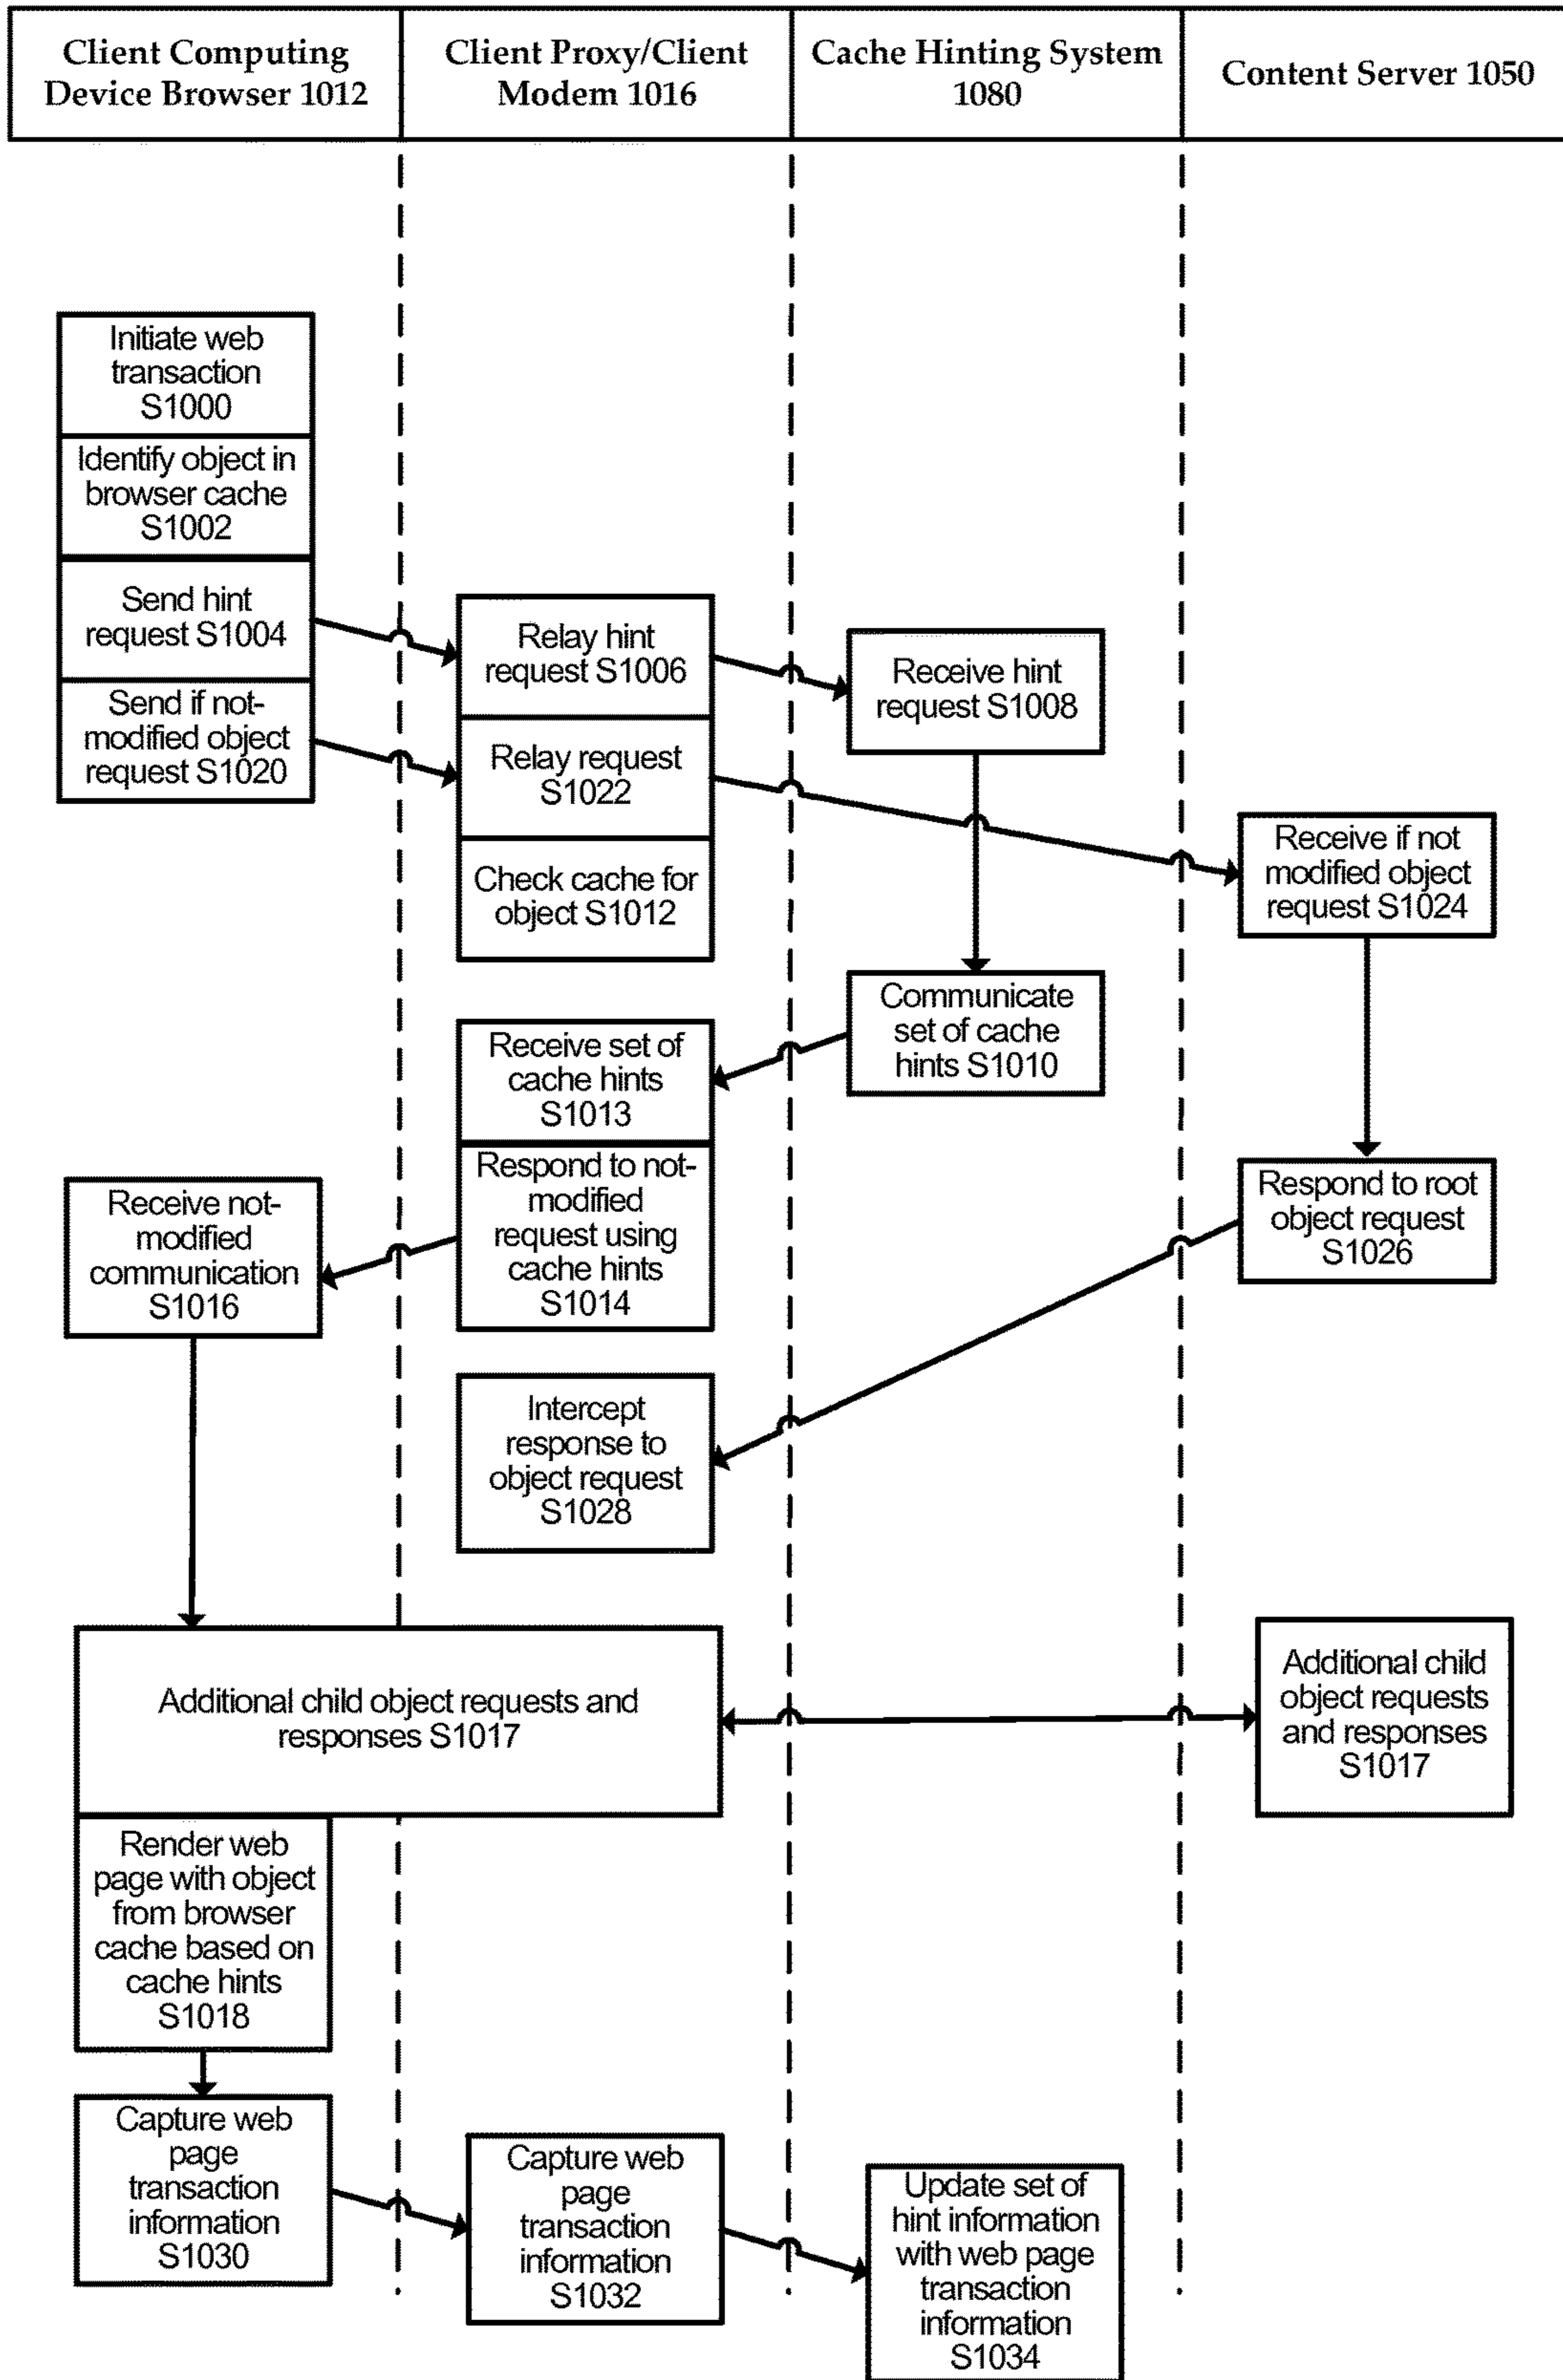 Client Computing
Device Browser 1012
Client Proxy/Client
Modem 1016
Cache Hinting System
1080
Content Server 1050
Initiate web
transaction
S1000
Identify object in
browser cache
S1002
Send hint
request S1004
Relay hint
request S1006
Receive hint
request S1008
Send if not-
modified object
request S1020
Relay request
S1022
Receive if not
modified object
request S1024
Check cache for
object S1012
Communicate
set of cache
hints S1010
Receive set of
cache hints
S1013
Respond to not-
modified
request using
cache hints
S1014
Receive not-
modified
communication
S1016
Respond to root
object request
S1026
Intercept
response to
object request
S1028
Additional child object requests and
responses S1017
Additional child
object requests
and responses
S1017
Render web
page with object
from browser
cache based on
cache hints
S1018
Capture web
page
transaction
information
S1030
Capture web
page
transaction
information
S1032
Update set of
hint information
with web page
transaction
information
S1034